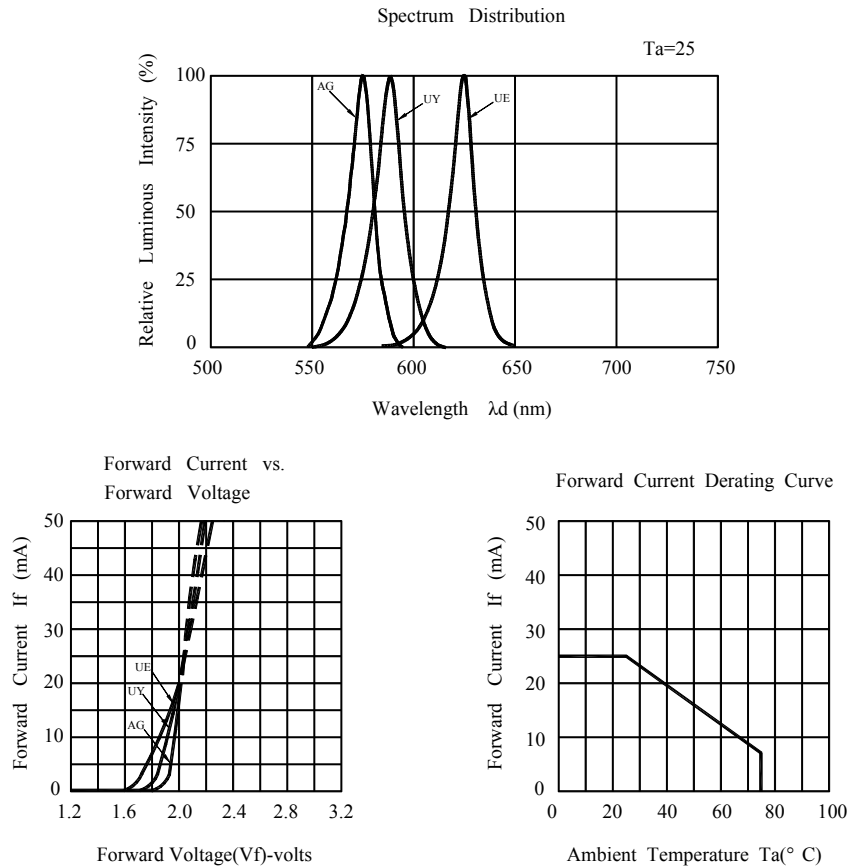 Spectrum Distribution
Ta=25
Relative Luminous Intensity (%)
100
75
50
25
0
AG
UY
UE
500 550 600 650 700 750
Wavelength λd (nm)
Forward Current vs.
Forward Voltage
Forward Current If (mA)
50
40
30
20
10
0
UE
UY
AG
1.2 1.6 2.0 2.4 2.8 3.2
Forward Voltage(Vf)-volts
Forward Current Derating Curve
Forward Current If (mA)
50
40
30
20
10
0
0 20 40 60 80 100
Ambient Temperature Ta(° C)